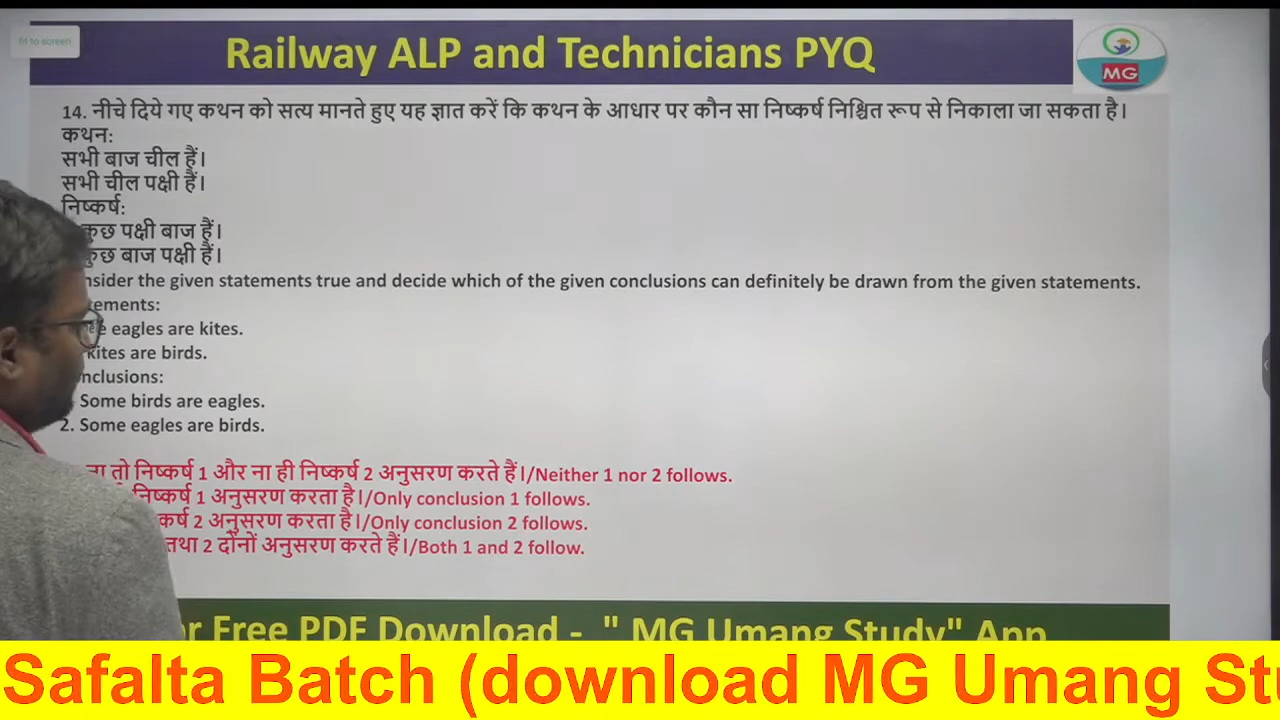 fit to screen
Railway ALP and Technicians PYQ
MG
14. नीचे दिये गए कथन को सत्य मानते हुए यह ज्ञात करें कि कथन के आधार पर कौन सा निष्कर्ष निश्चित रूप से निकाला जा सकता है।
कथन:
सभी बाज चील हैं।
सभी चील पक्षी हैं।
निष्कर्ष:
कुछ पक्षी बाज हैं।
कुछ बाज पक्षी हैं।
the given statements true and decide which of the given conclusions can definitely be drawn from the given statements.
eagles are kites.
kites are birds.
Some birds are eagles.
2. Some eagles are birds.
तो निष्कर्ष 1 और ना ही निष्कर्ष 2 अनुसरण करते हैं।/Neither 1 nor 2 follows.
निष्कर्ष 1 अनुसरण करता है।/Only conclusion 1 follows.
2 अनुसरण करता है।/Only conclusion 2 follows.
तथा 2 दोनों अनुसरण करते हैं।/Both 1 and 2 follow.
Free PDF Download - " MG Umang Study" App
Safalta Batch (download MG Umang